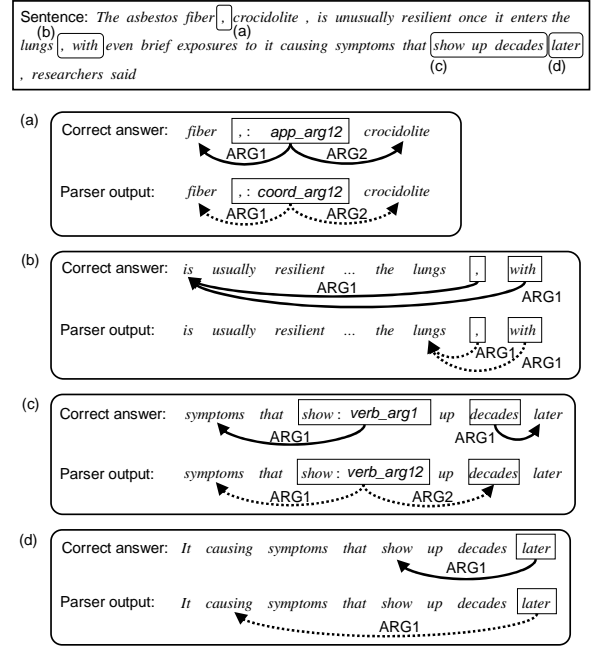 Sentence: The asbestos fiber , crocidolite , is unusually resilient once it enters the
(b) (a)
lungs , with even brief exposures to it causing symptoms that show up decades later
(c) (d)
, researchers said
(a)
Correct answer: fiber , : app_arg12 crocidolite
ARG1 ARG2
Parser output: fiber , : coord_arg12 crocidolite
ARG1 ARG2
(b)
Correct answer: is usually resilient ... the lungs , with
ARG1
ARG1
Parser output: is usually resilient ... the lungs , with
ARG1
ARG1
(c)
Correct answer: symptoms that show : verb_arg1 up decades later
ARG1 ARG1
Parser output: symptoms that show : verb_arg12 up decades later
ARG1 ARG2
(d)
Correct answer: It causing symptoms that show up decades later
ARG1
Parser output: It causing symptoms that show up decades later
ARG1